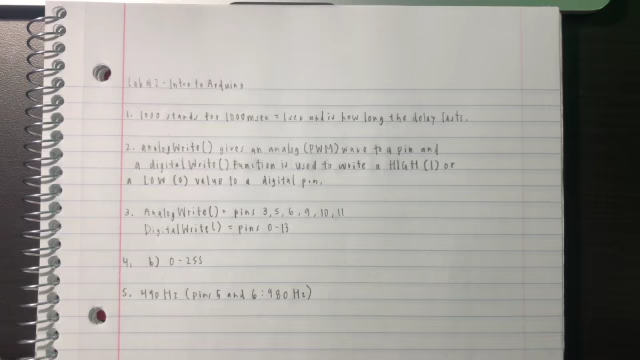 Lab #2 - Intro to Arduino
1. 1000 stands for 1000msec = 1sec and is how long the delay lasts.
2. AnalogWrite() gives an analog (PWM) wave to a pin and
a digitalWrite() function is used to write a HIGH (1) or
a LOW (0) value to a digital pin.
3. AnalogWrite() = pins 3, 5, 6, 9, 10, 11
DigitalWrite() = pins 0-13
4. b) 0-255
5. 490 Hz (pins 5 and 6: 980 Hz)